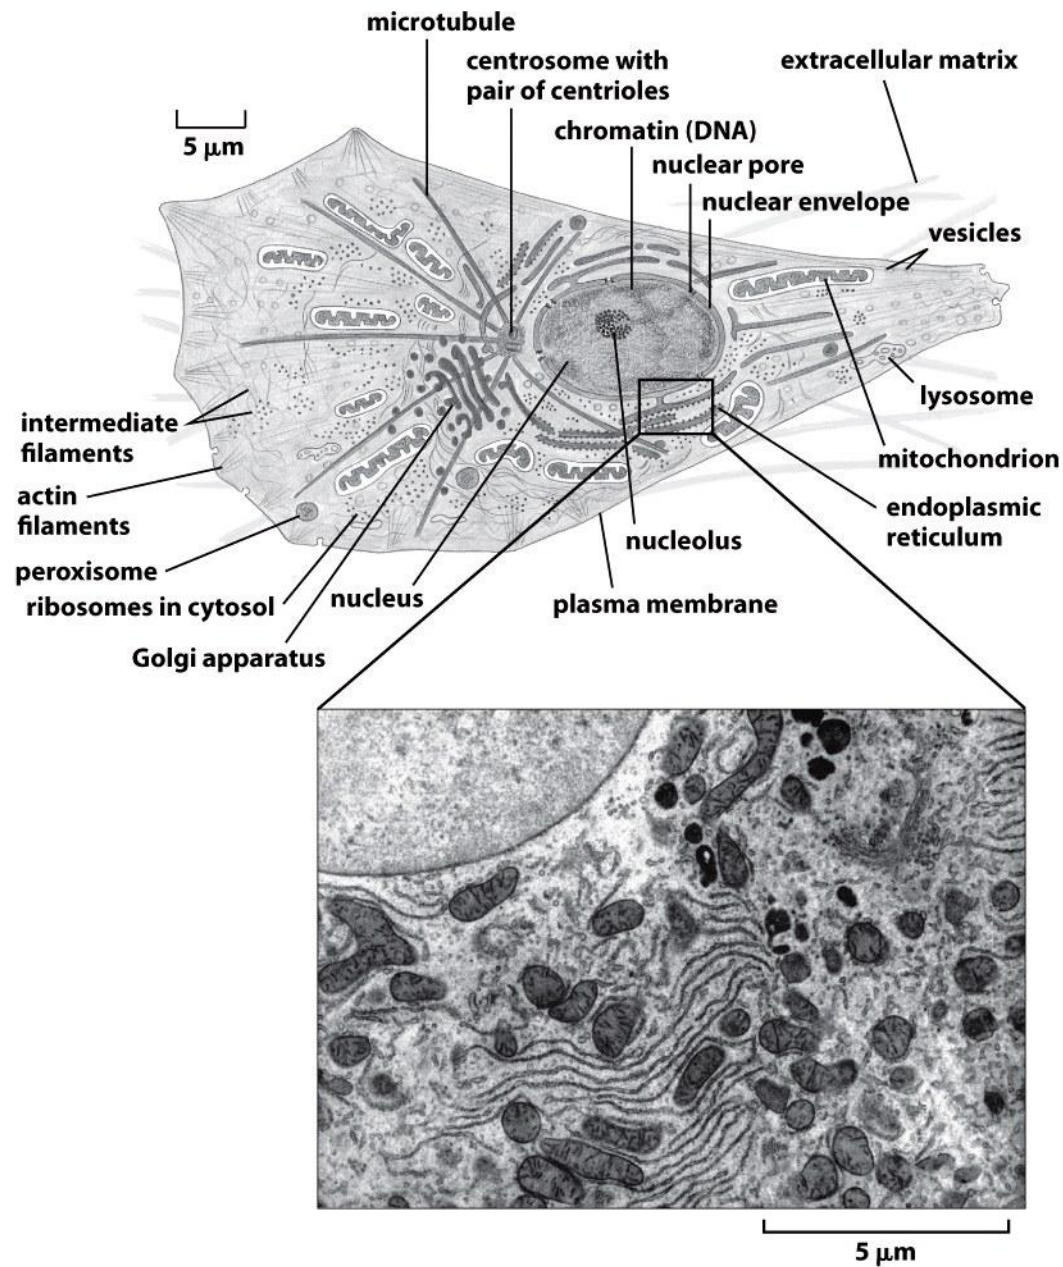 microtubule
centrosome with
pair of centrioles
extracellular matrix
5 μm
chromatin (DNA)
nuclear pore
nuclear envelope
vesicles
lysosome
intermediate
filaments
mitochondrion
actin
filaments
endoplasmic
reticulum
nucleolus
peroxisome
ribosomes in cytosol
nucleus
plasma membrane
Golgi apparatus
5 μm